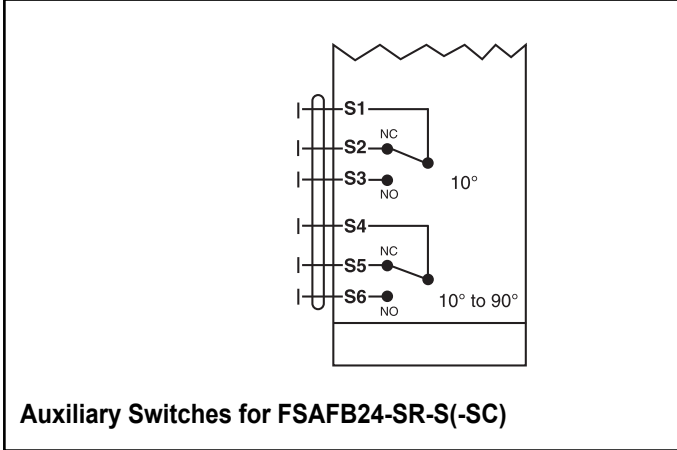 S1
NC
S2
S3
10°
NO
S4
NC
S5
S6
10° to 90°
NO
Auxiliary Switches for FSAFB24-SR-S(-SC)